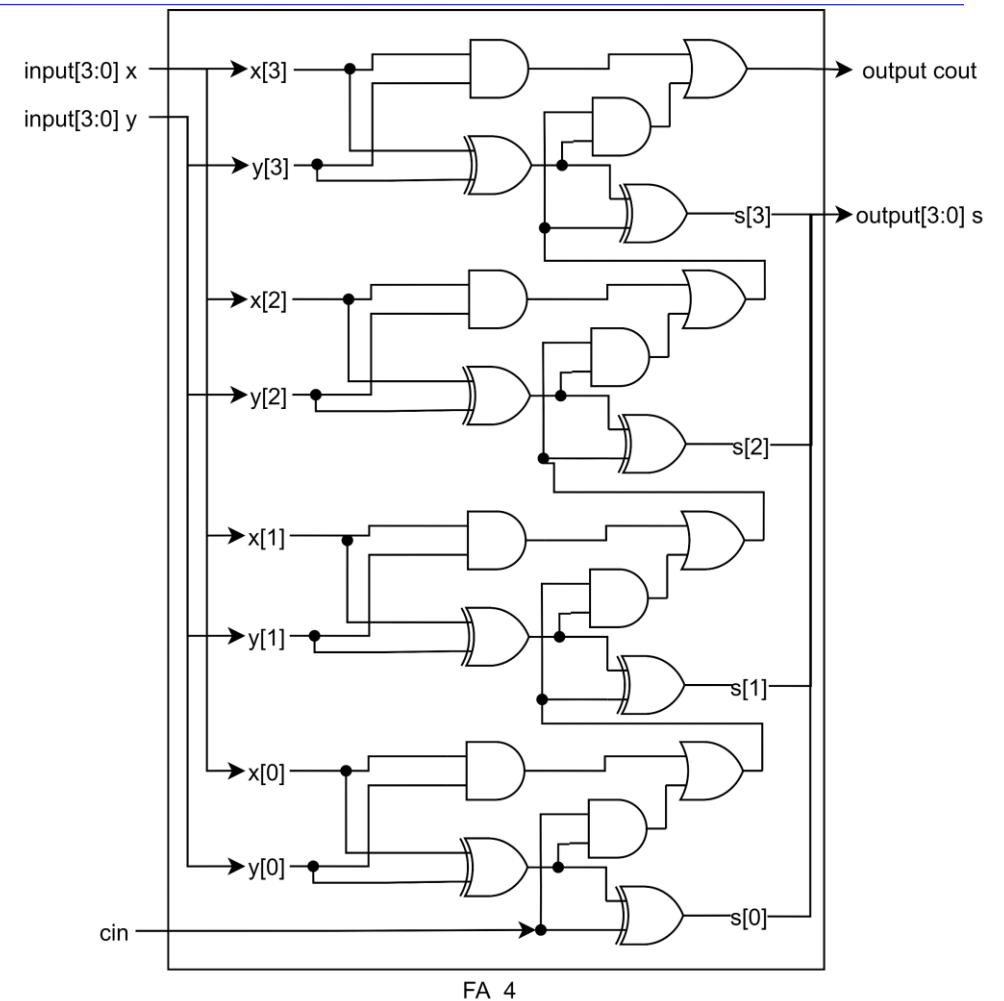 input[3:0] x
x[3]
output cout
input[3:0] y
y[3]
s[3]
output[3:0] s
x[2]
y[2]
s[2]
x[1]
y[1]
s[1]
x[0]
y[0]
s[0]
cin
FA 4